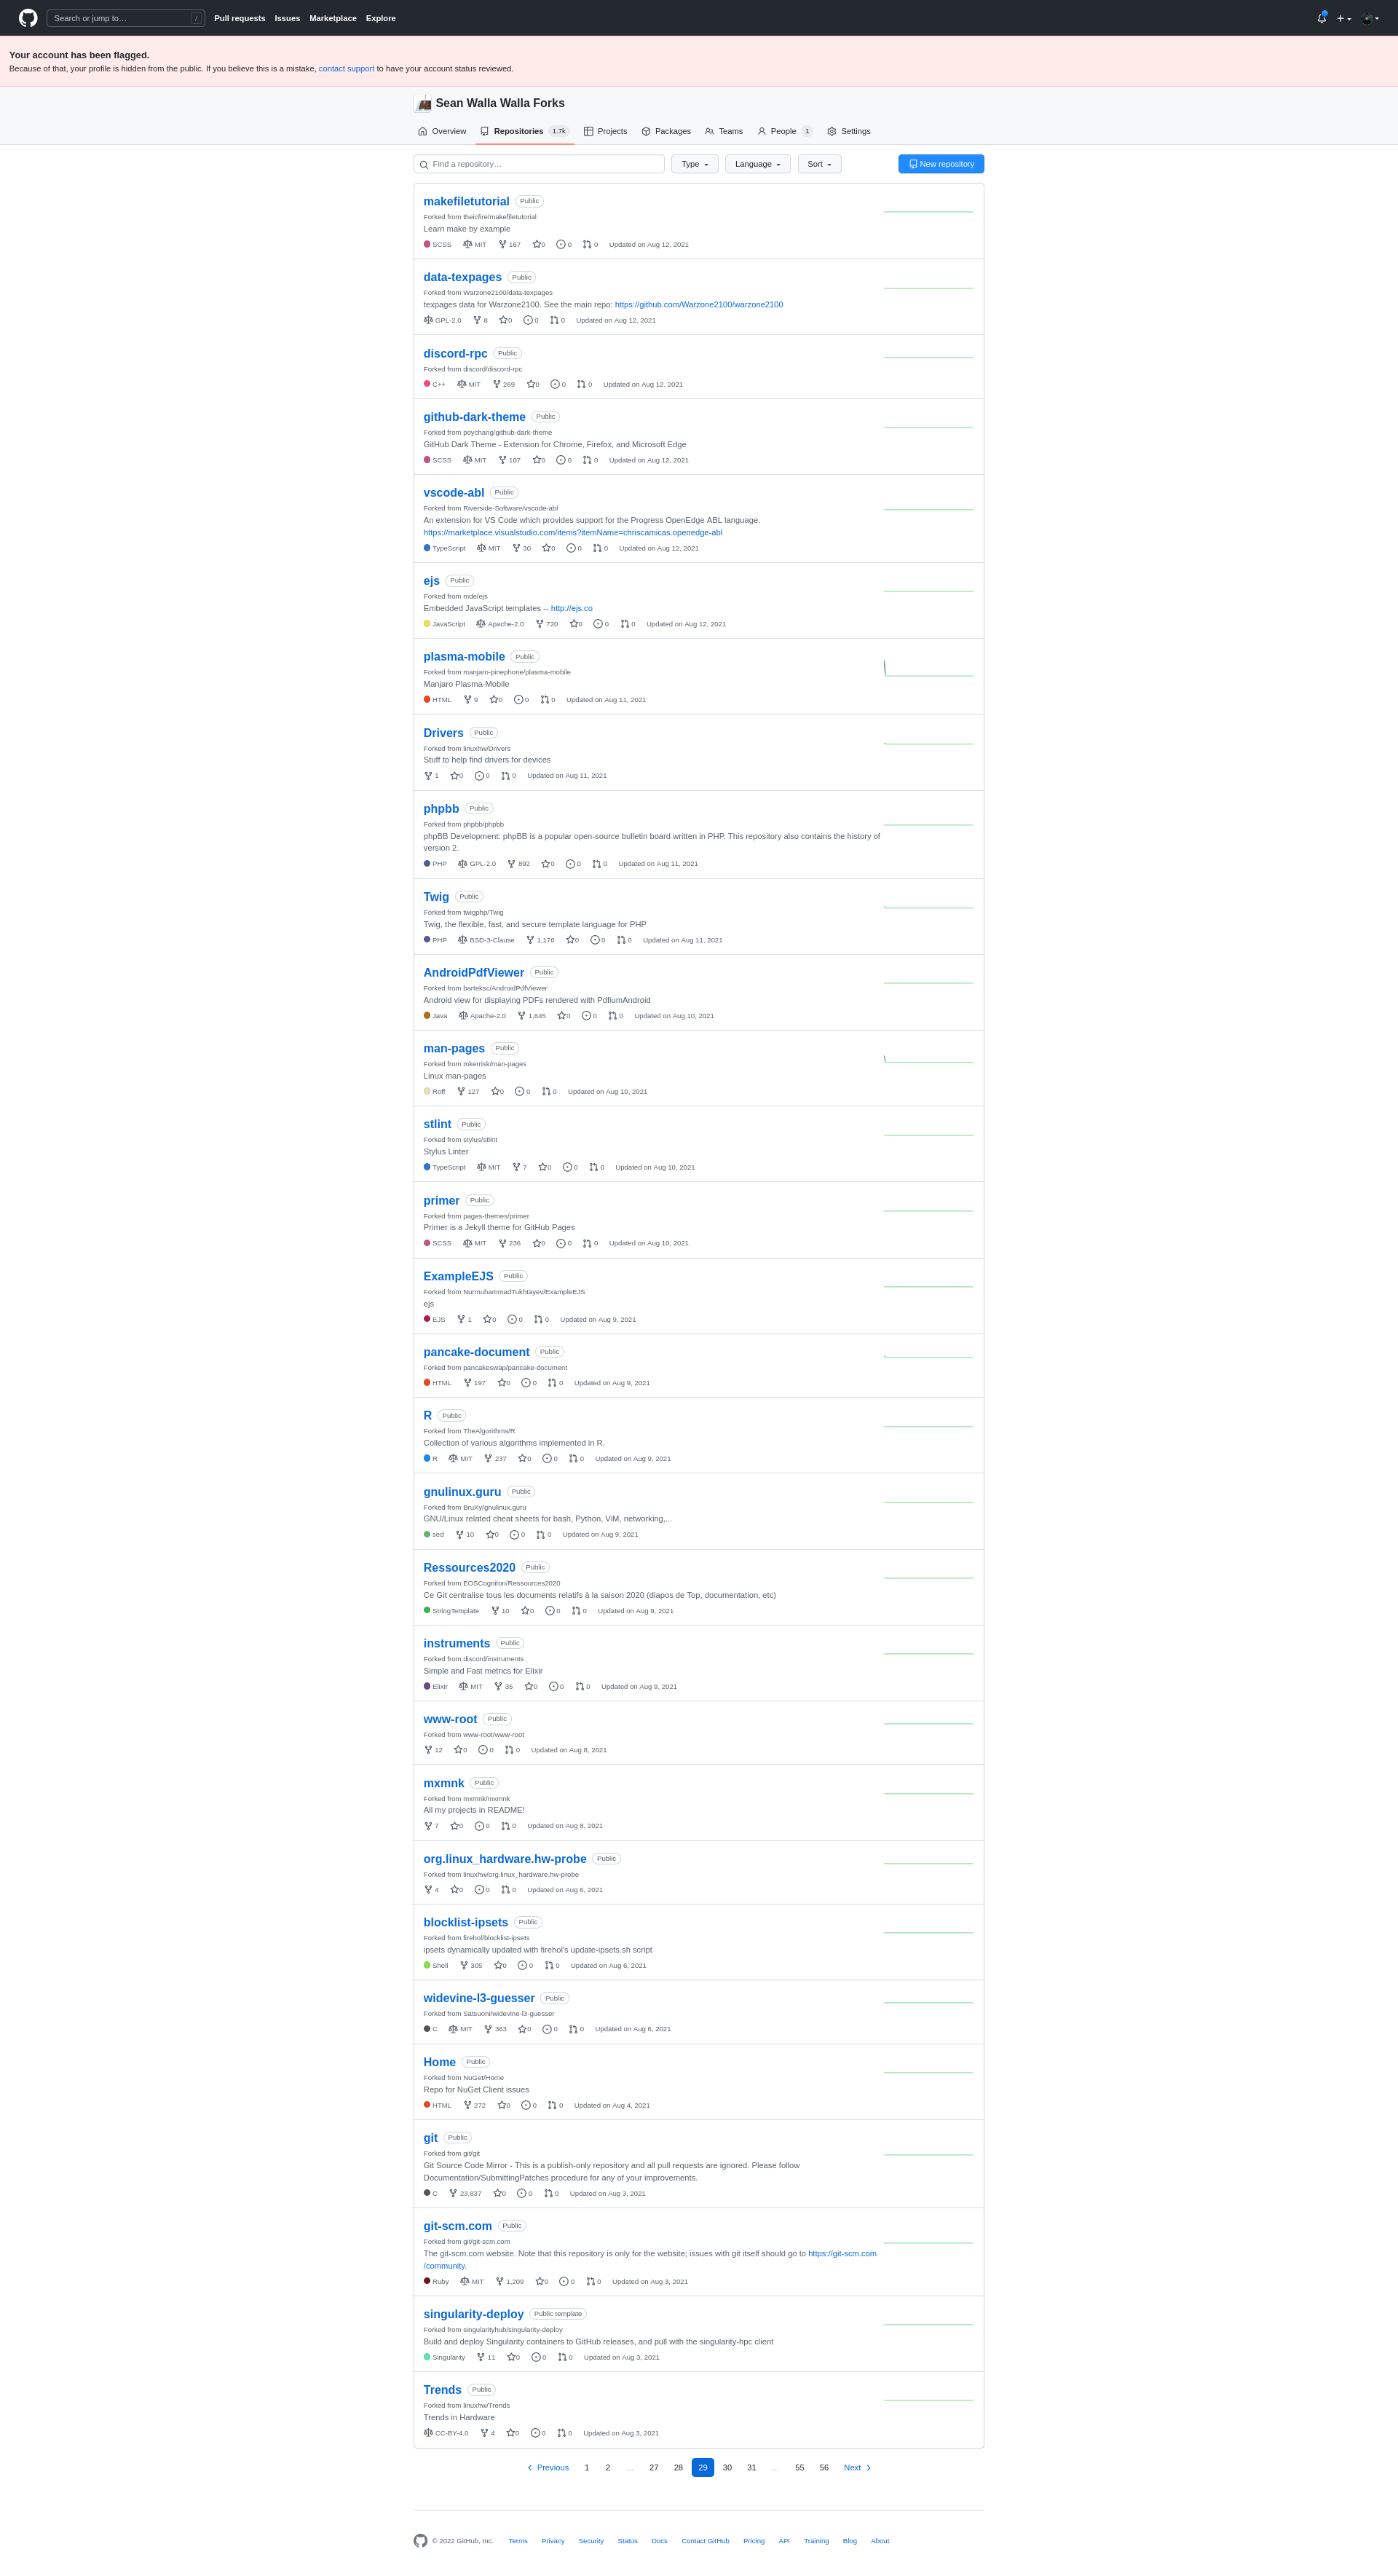 Search or jump to… /
Pull requests Issues Marketplace Explore
Your account has been flagged.
Because of that, your profile is hidden from the public. If you believe this is a mistake, contact support to have your account status reviewed.
Sean Walla Walla Forks
Overview Repositories 1.7k Projects Packages Teams People 1 Settings
Find a repository… Type Language Sort New repository
makefiletutorial Public
Forked from theicfire/makefiletutorial
Learn make by example
SCSS MIT 167 0 0 0 Updated on Aug 12, 2021
data-texpages Public
Forked from Warzone2100/data-texpages
texpages data for Warzone2100. See the main repo: https://github.com/Warzone2100/warzone2100
GPL-2.0 8 0 0 0 Updated on Aug 12, 2021
discord-rpc Public
Forked from discord/discord-rpc
C++ MIT 269 0 0 0 Updated on Aug 12, 2021
github-dark-theme Public
Forked from poychang/github-dark-theme
GitHub Dark Theme - Extension for Chrome, Firefox, and Microsoft Edge
SCSS MIT 107 0 0 0 Updated on Aug 12, 2021
vscode-abl Public
Forked from Riverside-Software/vscode-abl
An extension for VS Code which provides support for the Progress OpenEdge ABL language.
https://marketplace.visualstudio.com/items?itemName=chriscamicas.openedge-abl
TypeScript MIT 30 0 0 0 Updated on Aug 12, 2021
ejs Public
Forked from mde/ejs
Embedded JavaScript templates -- http://ejs.co
JavaScript Apache-2.0 720 0 0 0 Updated on Aug 12, 2021
plasma-mobile Public
Forked from manjaro-pinephone/plasma-mobile
Manjaro Plasma-Mobile
HTML 9 0 0 0 Updated on Aug 11, 2021
Drivers Public
Forked from linuxhw/Drivers
Stuff to help find drivers for devices
1 0 0 0 Updated on Aug 11, 2021
phpbb Public
Forked from phpbb/phpbb
phpBB Development: phpBB is a popular open-source bulletin board written in PHP. This repository also contains the history of
version 2.
PHP GPL-2.0 892 0 0 0 Updated on Aug 11, 2021
Twig Public
Forked from twigphp/Twig
Twig, the flexible, fast, and secure template language for PHP
PHP BSD-3-Clause 1,176 0 0 0 Updated on Aug 11, 2021
AndroidPdfViewer Public
Forked from barteksc/AndroidPdfViewer
Android view for displaying PDFs rendered with PdfiumAndroid
Java Apache-2.0 1,645 0 0 0 Updated on Aug 10, 2021
man-pages Public
Forked from mkerrisk/man-pages
Linux man-pages
Roff 127 0 0 0 Updated on Aug 10, 2021
stlint Public
Forked from stylus/stlint
Stylus Linter
TypeScript MIT 7 0 0 0 Updated on Aug 10, 2021
primer Public
Forked from pages-themes/primer
Primer is a Jekyll theme for GitHub Pages
SCSS MIT 236 0 0 0 Updated on Aug 10, 2021
ExampleEJS Public
Forked from NurmuhammadTukhtayev/ExampleEJS
ejs
EJS 1 0 0 0 Updated on Aug 9, 2021
pancake-document Public
Forked from pancakeswap/pancake-document
HTML 197 0 0 0 Updated on Aug 9, 2021
R Public
Forked from TheAlgorithms/R
Collection of various algorithms implemented in R.
R MIT 237 0 0 0 Updated on Aug 9, 2021
gnulinux.guru Public
Forked from BruXy/gnulinux.guru
GNU/Linux related cheat sheets for bash, Python, ViM, networking,...
sed 10 0 0 0 Updated on Aug 9, 2021
Ressources2020 Public
Forked from EOSCogniton/Ressources2020
Ce Git centralise tous les documents relatifs à la saison 2020 (diapos de Top, documentation, etc)
StringTemplate 10 0 0 0 Updated on Aug 9, 2021
instruments Public
Forked from discord/instruments
Simple and Fast metrics for Elixir
Elixir MIT 35 0 0 0 Updated on Aug 9, 2021
www-root Public
Forked from www-root/www-root
12 0 0 0 Updated on Aug 8, 2021
mxmnk Public
Forked from mxmnk/mxmnk
All my projects in README!
7 0 0 0 Updated on Aug 8, 2021
org.linux_hardware.hw-probe Public
Forked from linuxhw/org.linux_hardware.hw-probe
4 0 0 0 Updated on Aug 6, 2021
blocklist-ipsets Public
Forked from firehol/blocklist-ipsets
ipsets dynamically updated with firehol's update-ipsets.sh script
Shell 305 0 0 0 Updated on Aug 6, 2021
widevine-l3-guesser Public
Forked from Satsuoni/widevine-l3-guesser
C MIT 363 0 0 0 Updated on Aug 6, 2021
Home Public
Forked from NuGet/Home
Repo for NuGet Client issues
HTML 272 0 0 0 Updated on Aug 4, 2021
git Public
Forked from git/git
Git Source Code Mirror - This is a publish-only repository and all pull requests are ignored. Please follow
Documentation/SubmittingPatches procedure for any of your improvements.
C 23,837 0 0 0 Updated on Aug 3, 2021
git-scm.com Public
Forked from git/git-scm.com
The git-scm.com website. Note that this repository is only for the website; issues with git itself should go to https://git-scm.com
/community.
Ruby MIT 1,209 0 0 0 Updated on Aug 3, 2021
singularity-deploy Public template
Forked from singularityhub/singularity-deploy
Build and deploy Singularity containers to GitHub releases, and pull with the singularity-hpc client
Singularity 11 0 0 0 Updated on Aug 3, 2021
Trends Public
Forked from linuxhw/Trends
Trends in Hardware
CC-BY-4.0 4 0 0 0 Updated on Aug 3, 2021
Previous 1 2 … 27 28 29 30 31 … 55 56 Next
© 2022 GitHub, Inc. Terms Privacy Security Status Docs Contact GitHub Pricing API Training Blog About